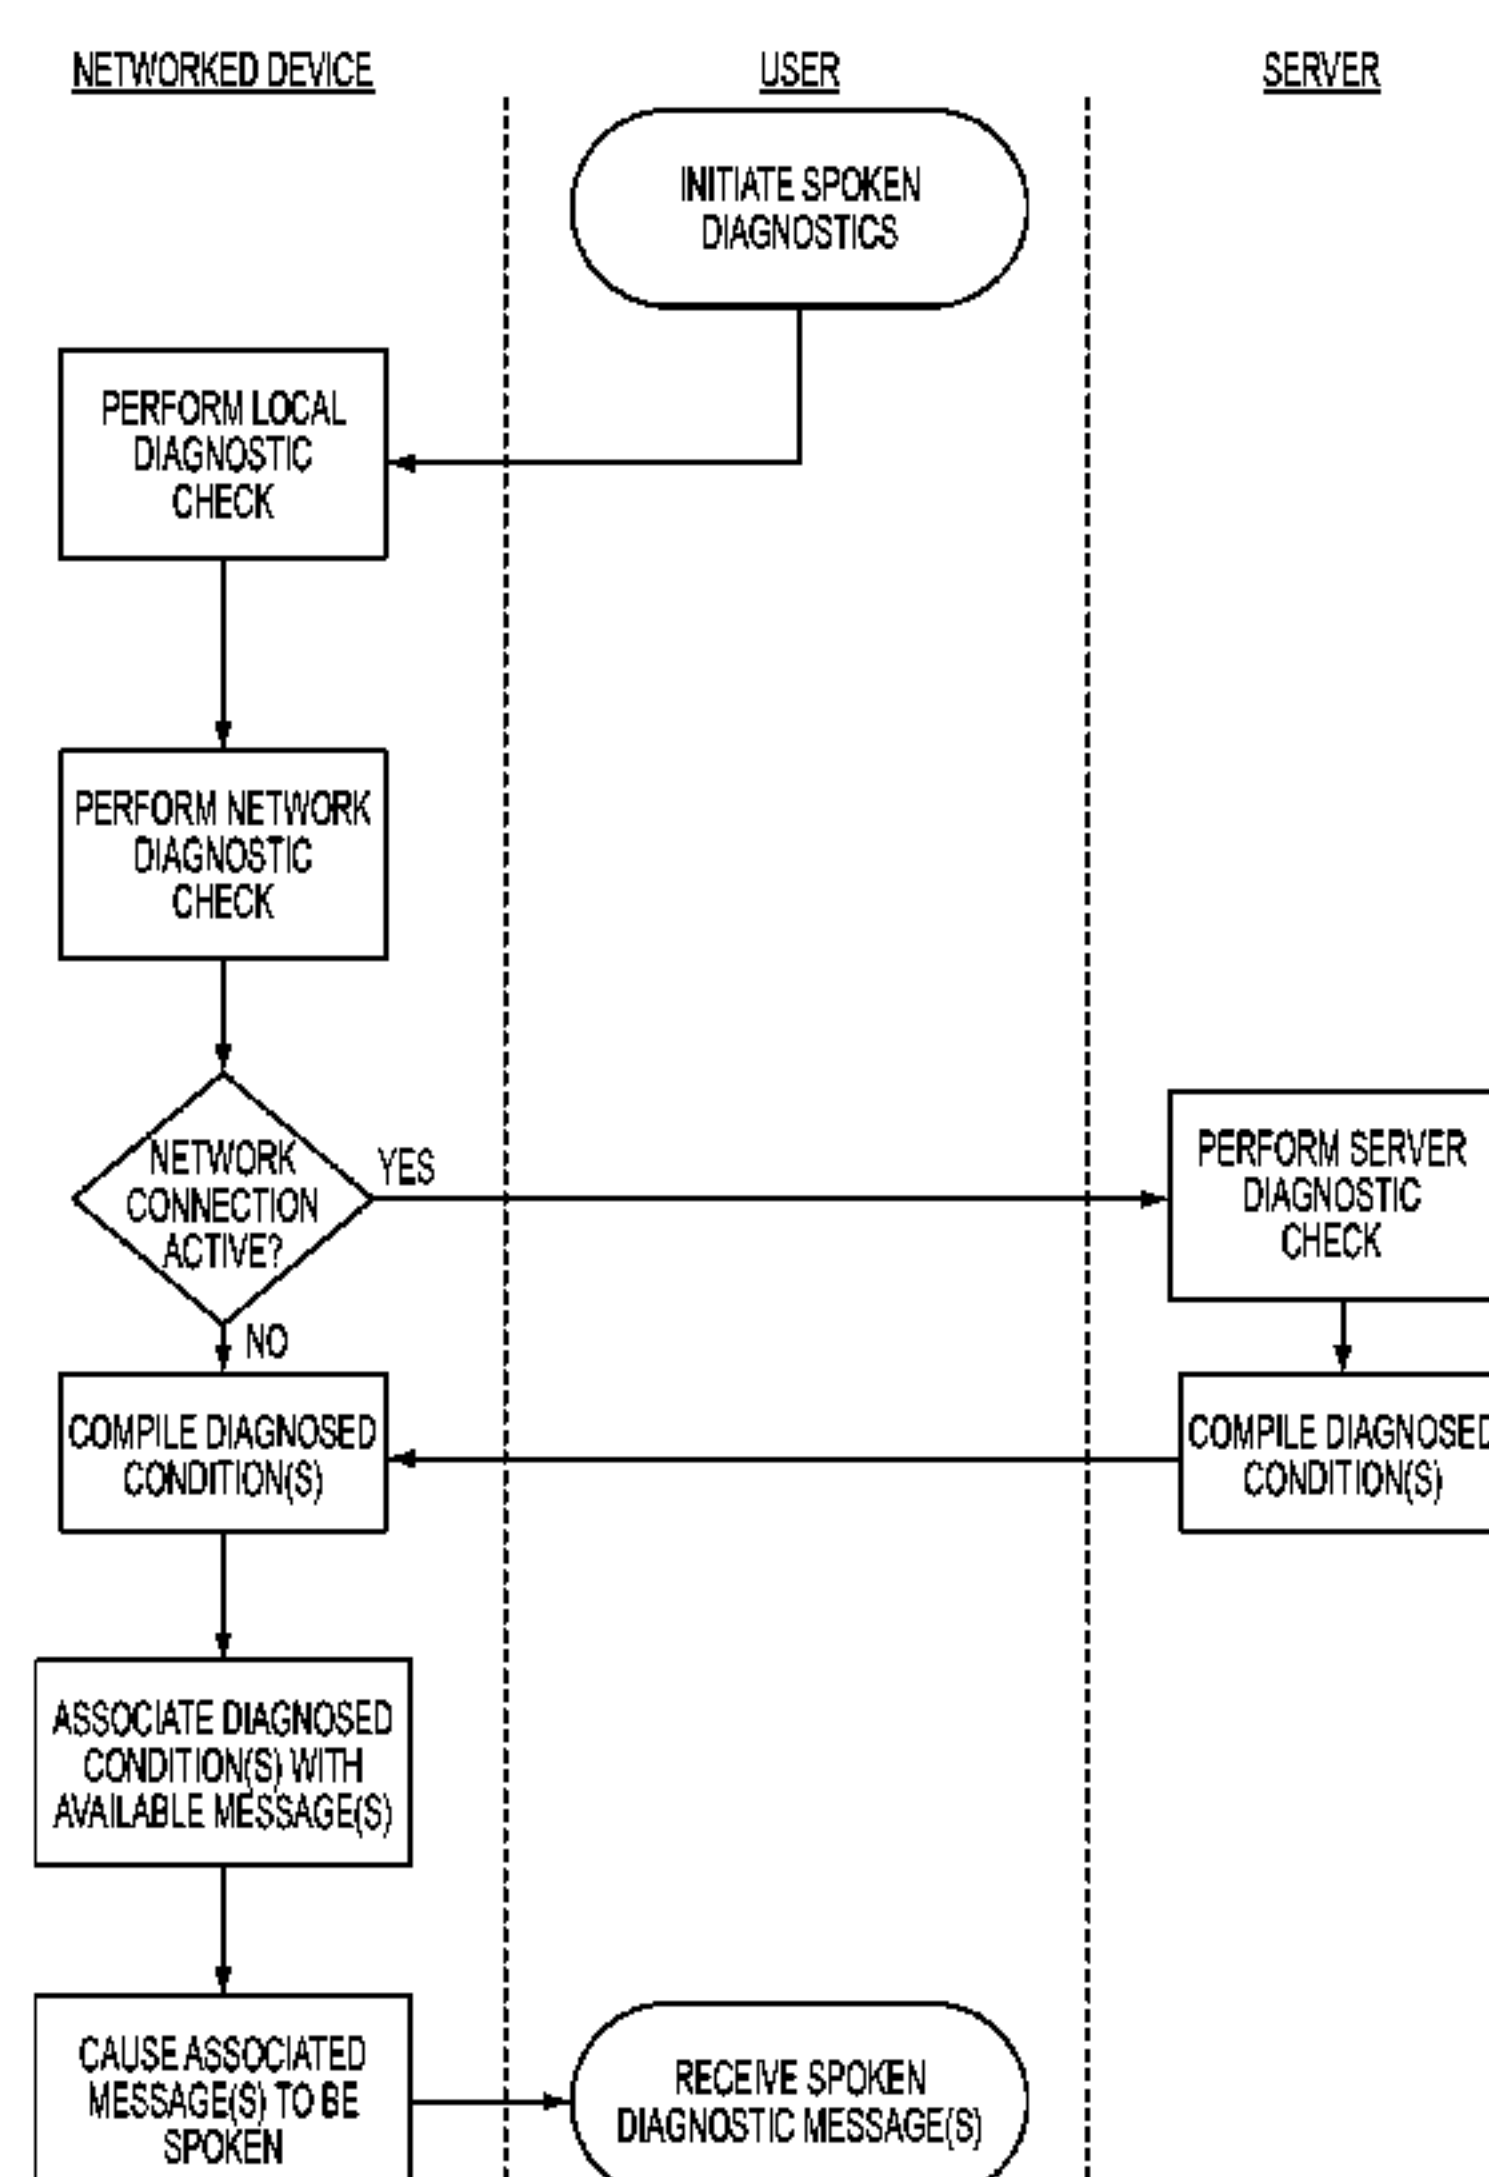 NETWORKED DEVICE
USER
SERVER
INITIATE SPOKEN
DIAGNOSTICS
PERFORM LOCAL
DIAGNOSTIC
CHECK
PERFORM NETWORK
DIAGNOSTIC
CHECK
NETWORK
CONNECTION
ACTIVE?
YES
NO
PERFORM SERVER
DIAGNOSTIC
CHECK
COMPILE DIAGNOSED
CONDITION(S)
COMPILE DIAGNOSED
CONDITION(S)
ASSOCIATE DIAGNOSED
CONDITION(S) WITH
AVAILABLE MESSAGE(S)
CAUSE ASSOCIATED
MESSAGE(S) TO BE
SPOKEN
RECEIVE SPOKEN
DIAGNOSTIC MESSAGE(S)